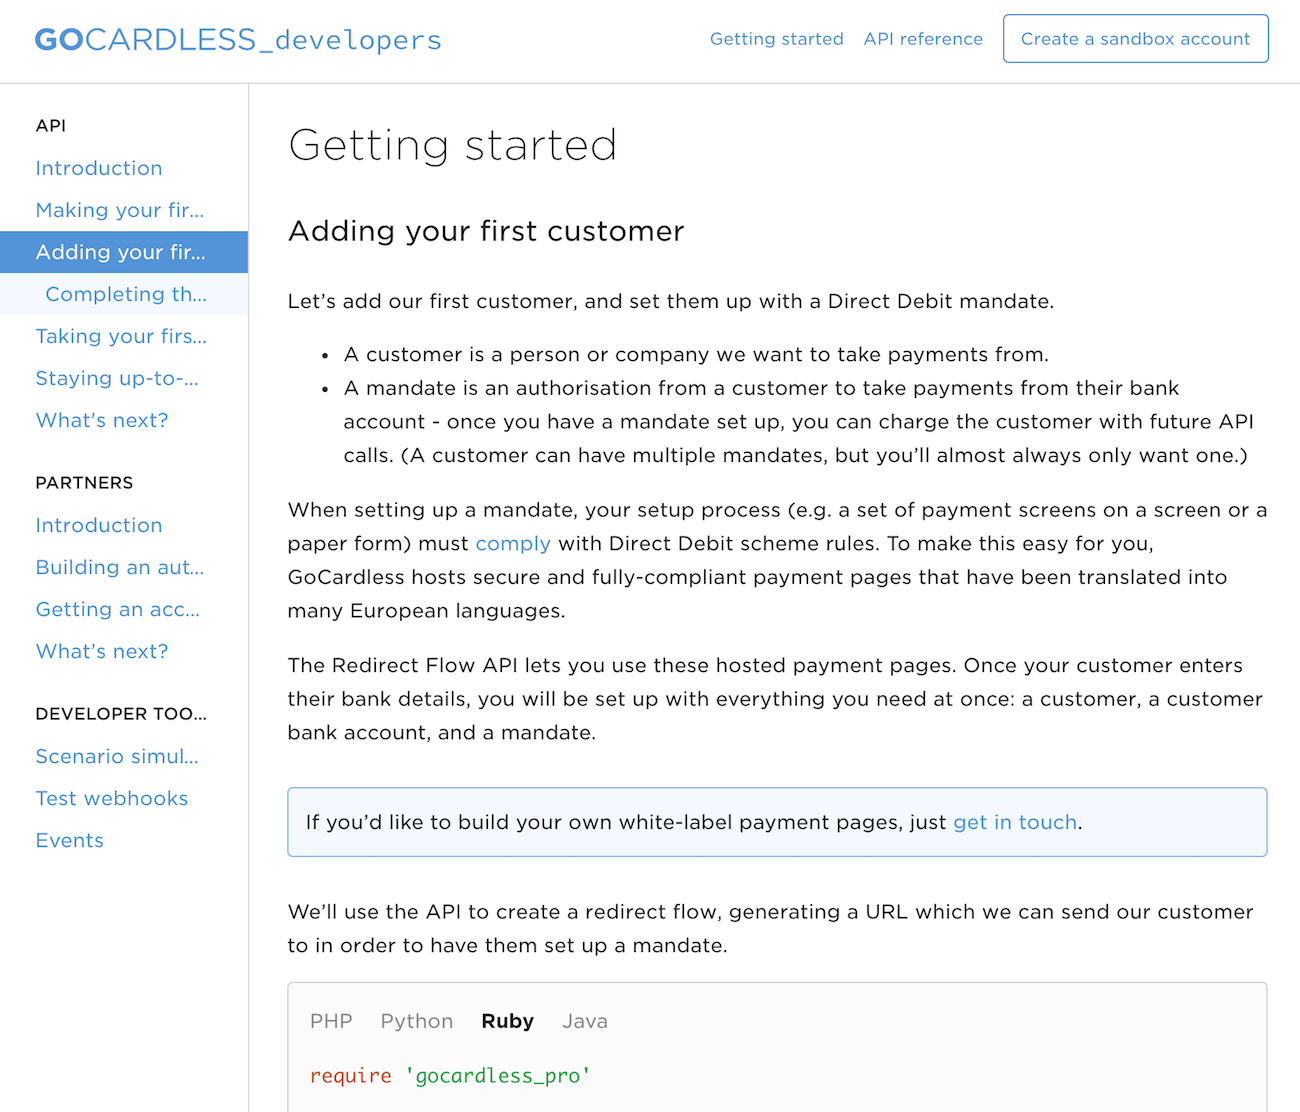 GOCARDLESS_developers
Getting started
API reference
Create a sandbox account
API
Introduction
Making your fir...
Adding your fir...
Completing th...
Taking your firs...
Staying up-to-...
What's next?
PARTNERS
Introduction
Building an aut...
Getting an acc...
What’s next?
DEVELOPER TOO...
Scenario simul...
Test webhooks
Events
Getting started
Adding your first customer
Let’s add our first customer, and set them up with a Direct Debit mandate.
• A customer is a person or company we want to take payments from.
• A mandate is an authorisation from a customer to take payments from their bank
account - once you have a mandate set up, you can charge the customer with future API
calls. (A customer can have multiple mandates, but you’ll almost always only want one.)
When setting up a mandate, your setup process (e.g. a set of payment screens on a screen or a
paper form) must comply with Direct Debit scheme rules. To make this easy for you,
GoCardless hosts secure and fully-compliant payment pages that have been translated into
many European languages.
The Redirect Flow API lets you use these hosted payment pages. Once your customer enters
their bank details, you will be set up with everything you need at once: a customer, a customer
bank account, and a mandate.
If you’d like to build your own white-label payment pages, just get in touch.
We’ll use the API to create a redirect flow, generating a URL which we can send our customer
to in order to have them set up a mandate.
PHP Python Ruby Java
require 'gocardless_pro'